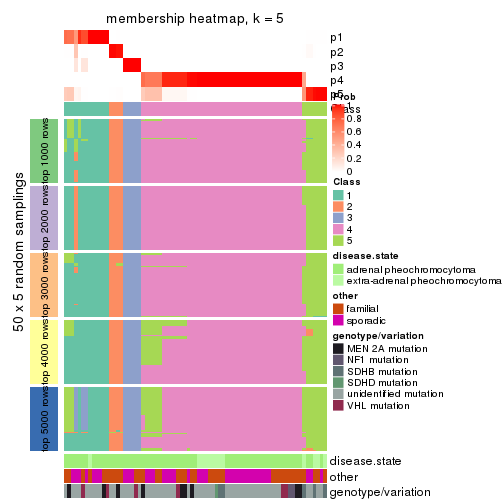 membership heatmap, k = 5
p1
p2
p3
p4
p5
Prob
1
0.8
0.6
0.4
0.2
0
Class
Class
1
2
3
4
5
disease.state
adrenal pheochromocytoma
extra-adrenal pheochromocytoma
other
familial
sporadic
genotype/variation
MEN 2A mutation
NF1 mutation
SDHB mutation
SDHD mutation
unidentified mutation
VHL mutation
50 x 5 random samplings
top 1000 rows
top 2000 rows
top 3000 rows
top 4000 rows
top 5000 rows
disease.state
other
genotype/variation